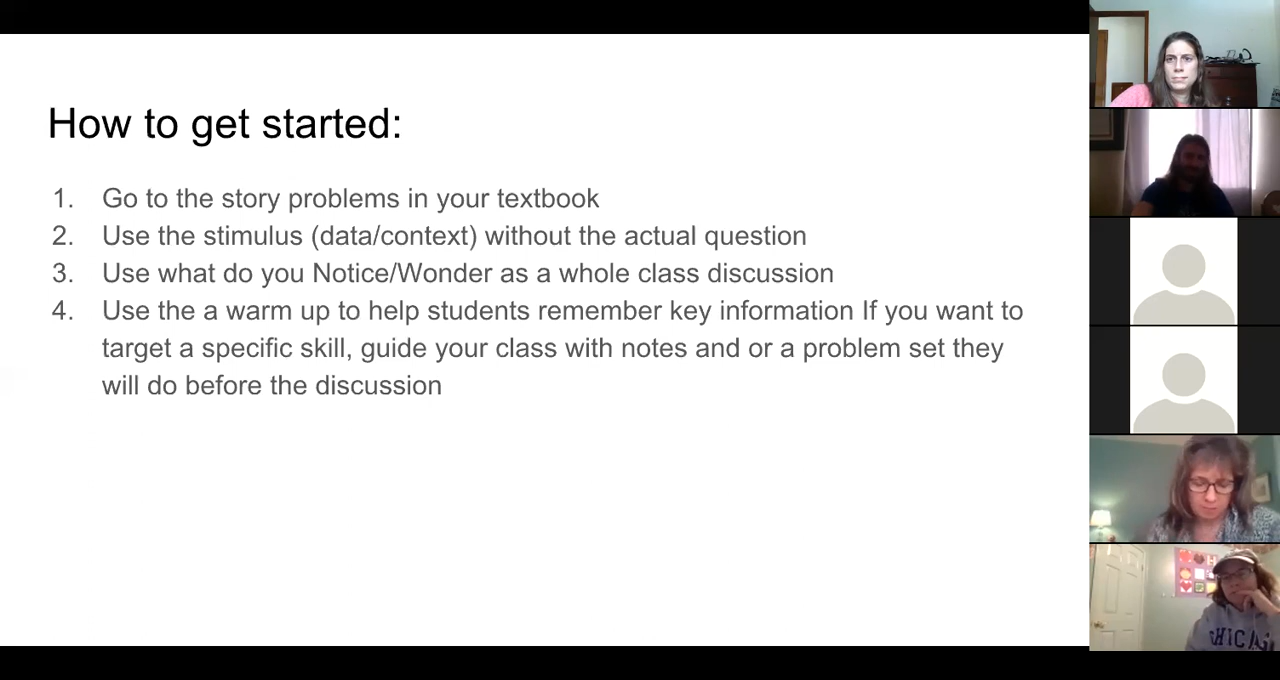 How to get started:
1. Go to the story problems in your textbook
2. Use the stimulus (data/context) without the actual question
3. Use what do you Notice/Wonder as a whole class discussion
4. Use the a warm up to help students remember key information If you want to
target a specific skill, guide your class with notes and or a problem set they
will do before the discussion